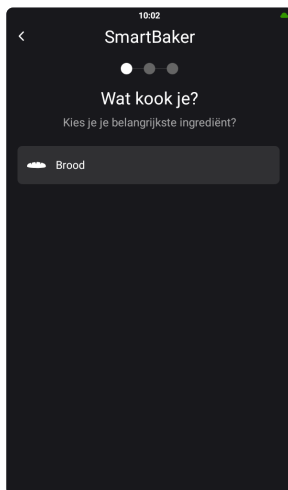 10:02
SmartBaker
Wat kook je?
Kies je je belangrijkste ingrediënt?
Brood